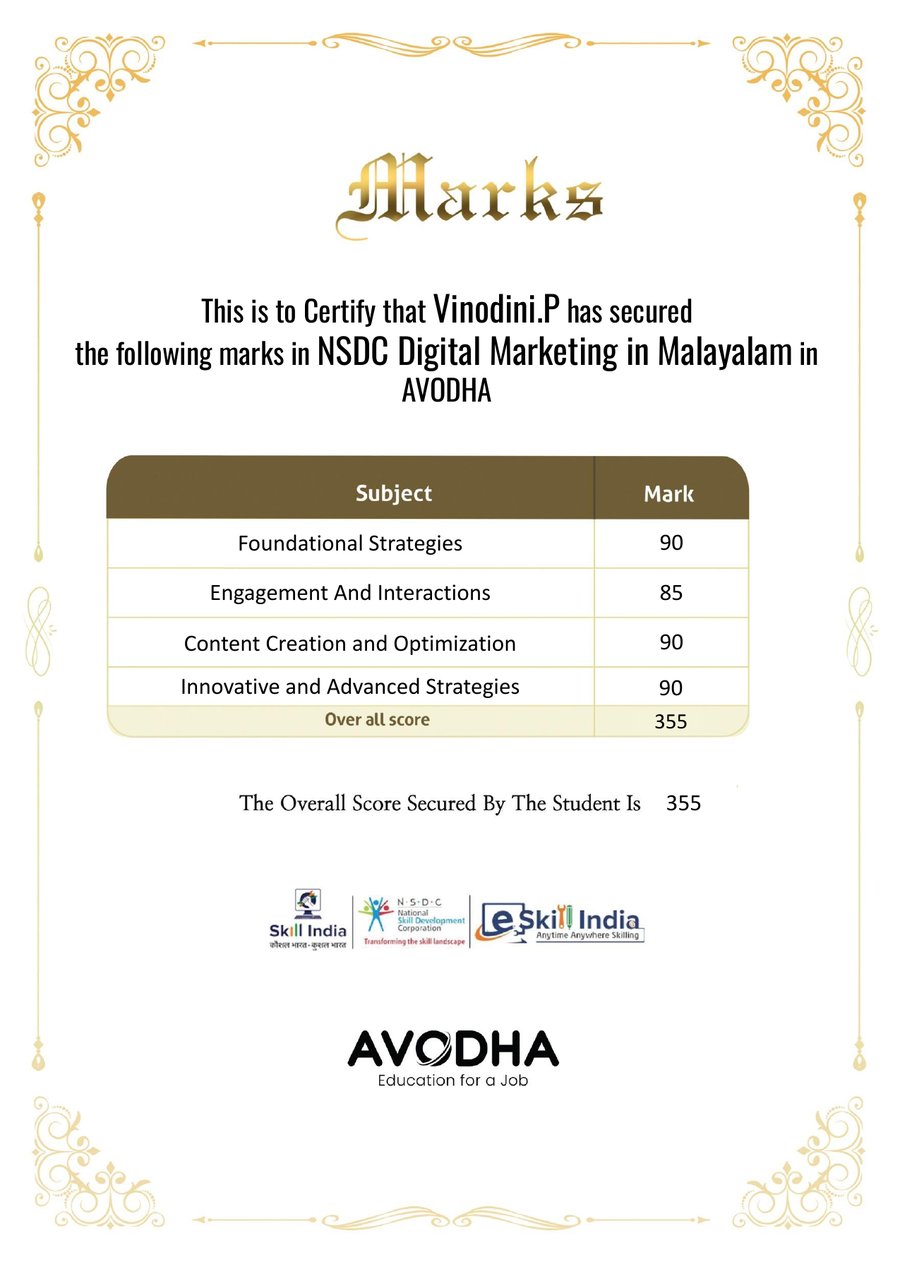 Marks
This is to Certify that Vinodini.P has secured
the following marks in NSDC Digital Marketing in Malayalam in
AVODHA
Subject Mark
Foundational Strategies 90
Engagement And Interactions 85
Content Creation and Optimization 90
Innovative and Advanced Strategies 90
Over all score 355
The Overall Score Secured By The Student Is 355
Skill India
कौशल भारत - कुशल भारत
N·S·D·C
National
Skill Development
Corporation
Transforming the skill landscape
eSkill India
Anytime Anywhere Skilling
AVODHA
Education for a Job